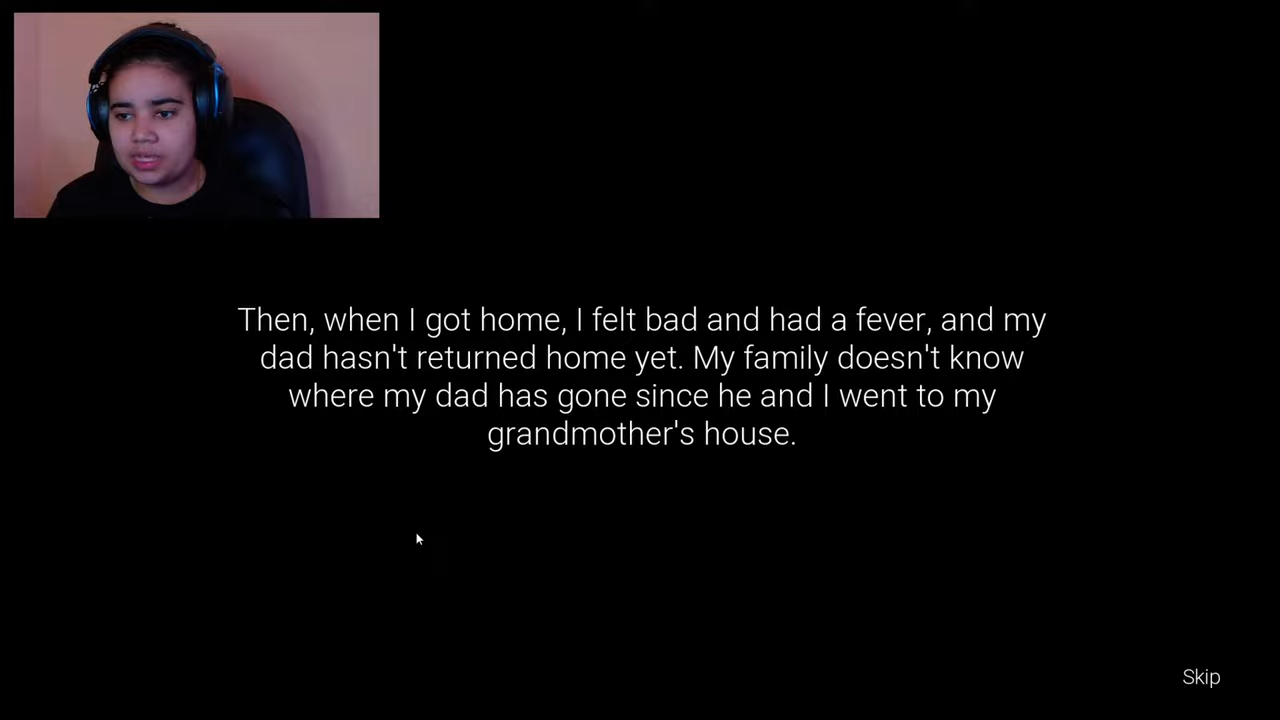 Then, when I got home, I felt bad and had a fever, and my
dad hasn't returned home yet. My family doesn't know
where my dad has gone since he and I went to my
grandmother's house.
Skip